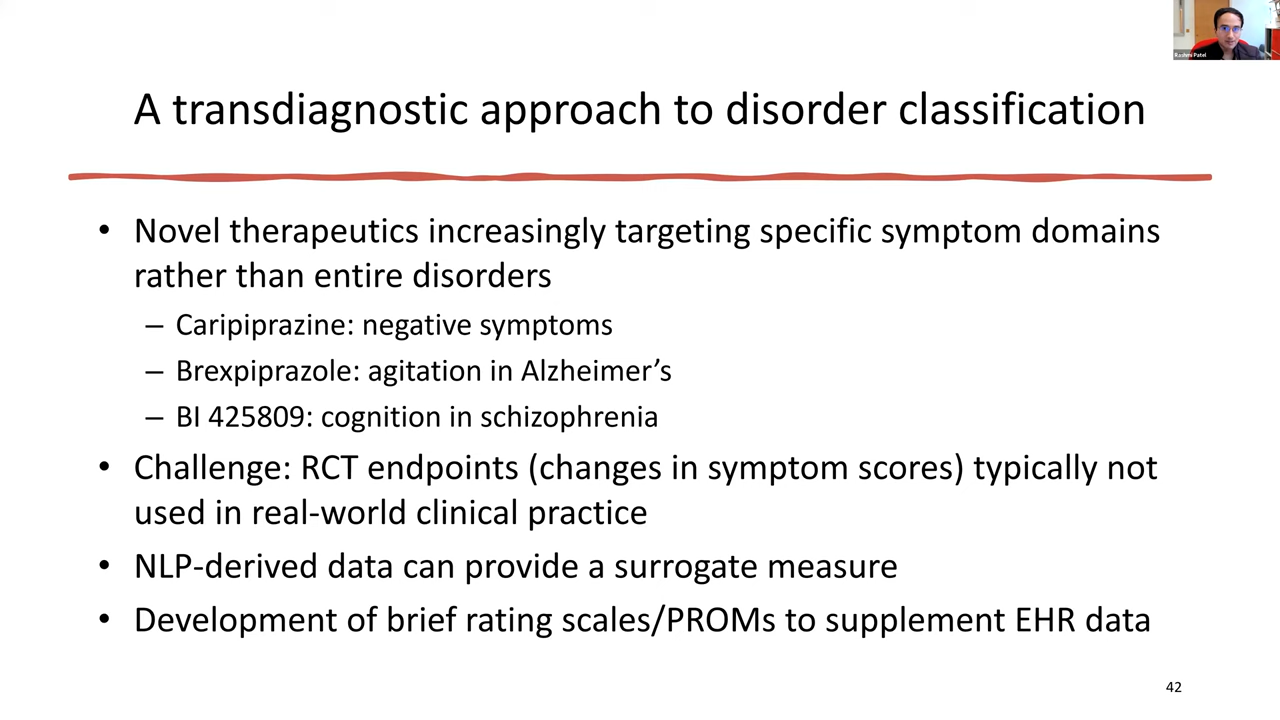 Rashmi Patel
A transdiagnostic approach to disorder classification
• Novel therapeutics increasingly targeting specific symptom domains
rather than entire disorders
– Caripiprazine: negative symptoms
– Brexpiprazole: agitation in Alzheimer’s
– BI 425809: cognition in schizophrenia
• Challenge: RCT endpoints (changes in symptom scores) typically not
used in real-world clinical practice
• NLP-derived data can provide a surrogate measure
• Development of brief rating scales/PROMs to supplement EHR data
42